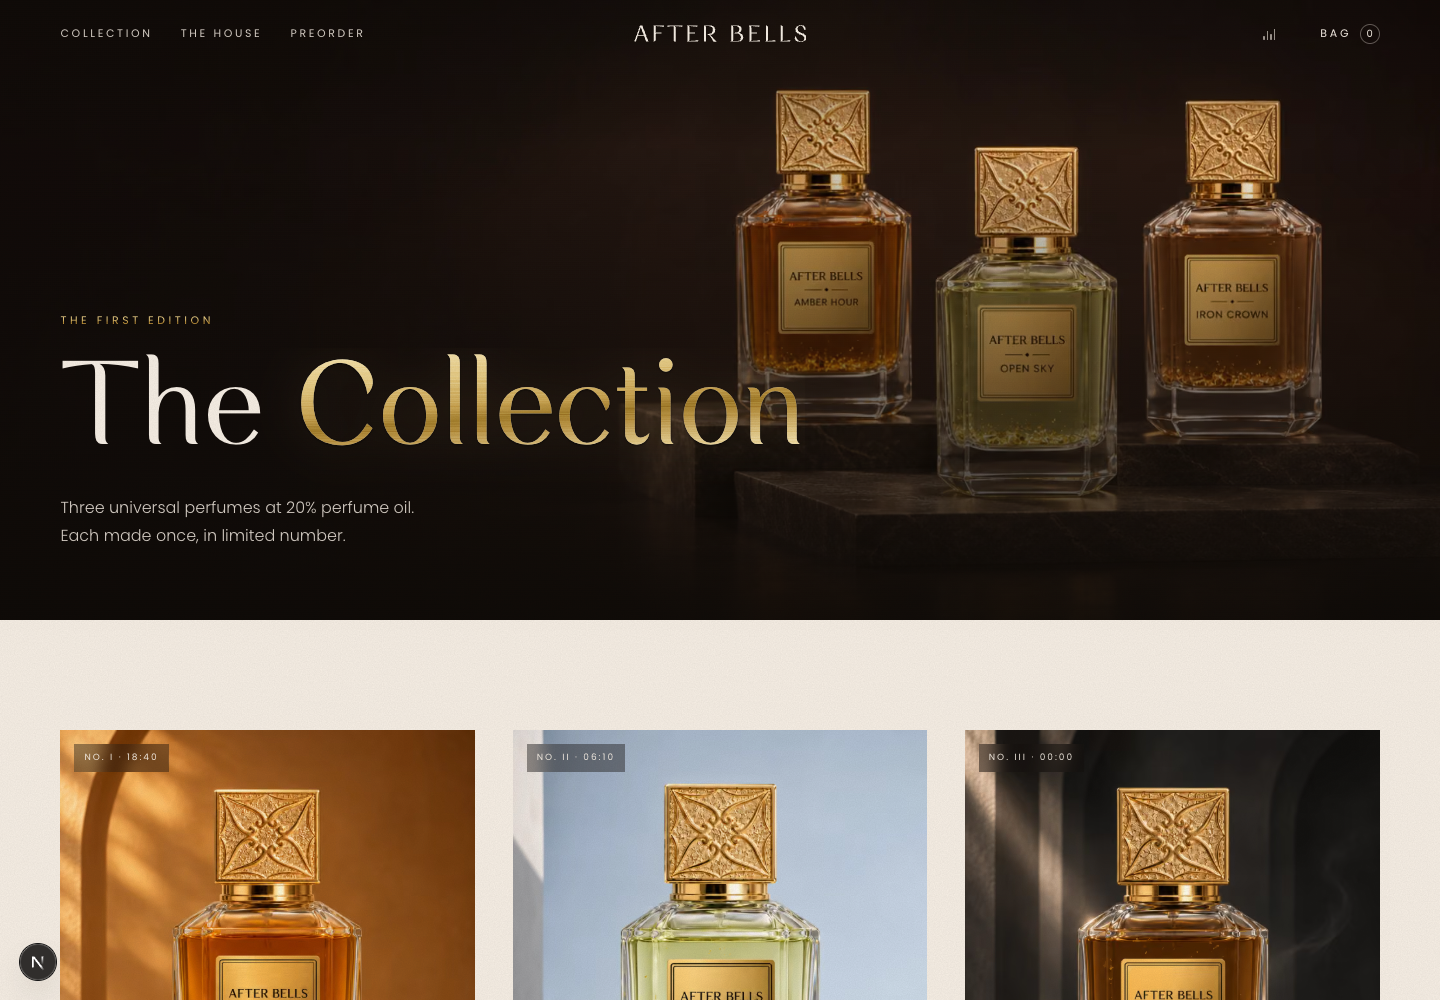 COLLECTION THE HOUSE PREORDER AFTER BELLS BAG 0
AFTER BELLS
AMBER HOUR
AFTER BELLS
OPEN SKY
AFTER BELLS
IRON CROWN
THE FIRST EDITION
The Collection
Three universal perfumes at 20% perfume oil.
Each made once, in limited number.
NO. I · 18:40
AFTER BELLS
NO. II · 06:10
AFTER BELLS
NO. III · 00:00
AFTER BELLS
N